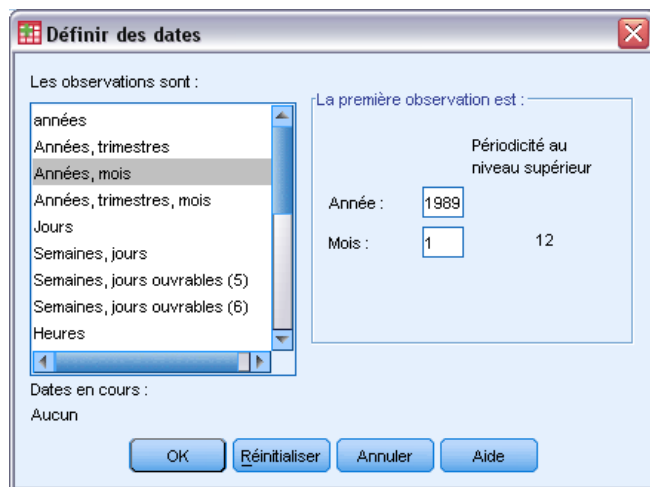 Définir des dates
Les observations sont :
années
Années, trimestres
Années, mois
Années, trimestres, mois
Jours
Semaines, jours
Semaines, jours ouvrables (5)
Semaines, jours ouvrables (6)
Heures
La première observation est :
Périodicité au
niveau supérieur
Année : 1989
Mois : 1 12
Dates en cours :
Aucun
OK Réinitialiser Annuler Aide